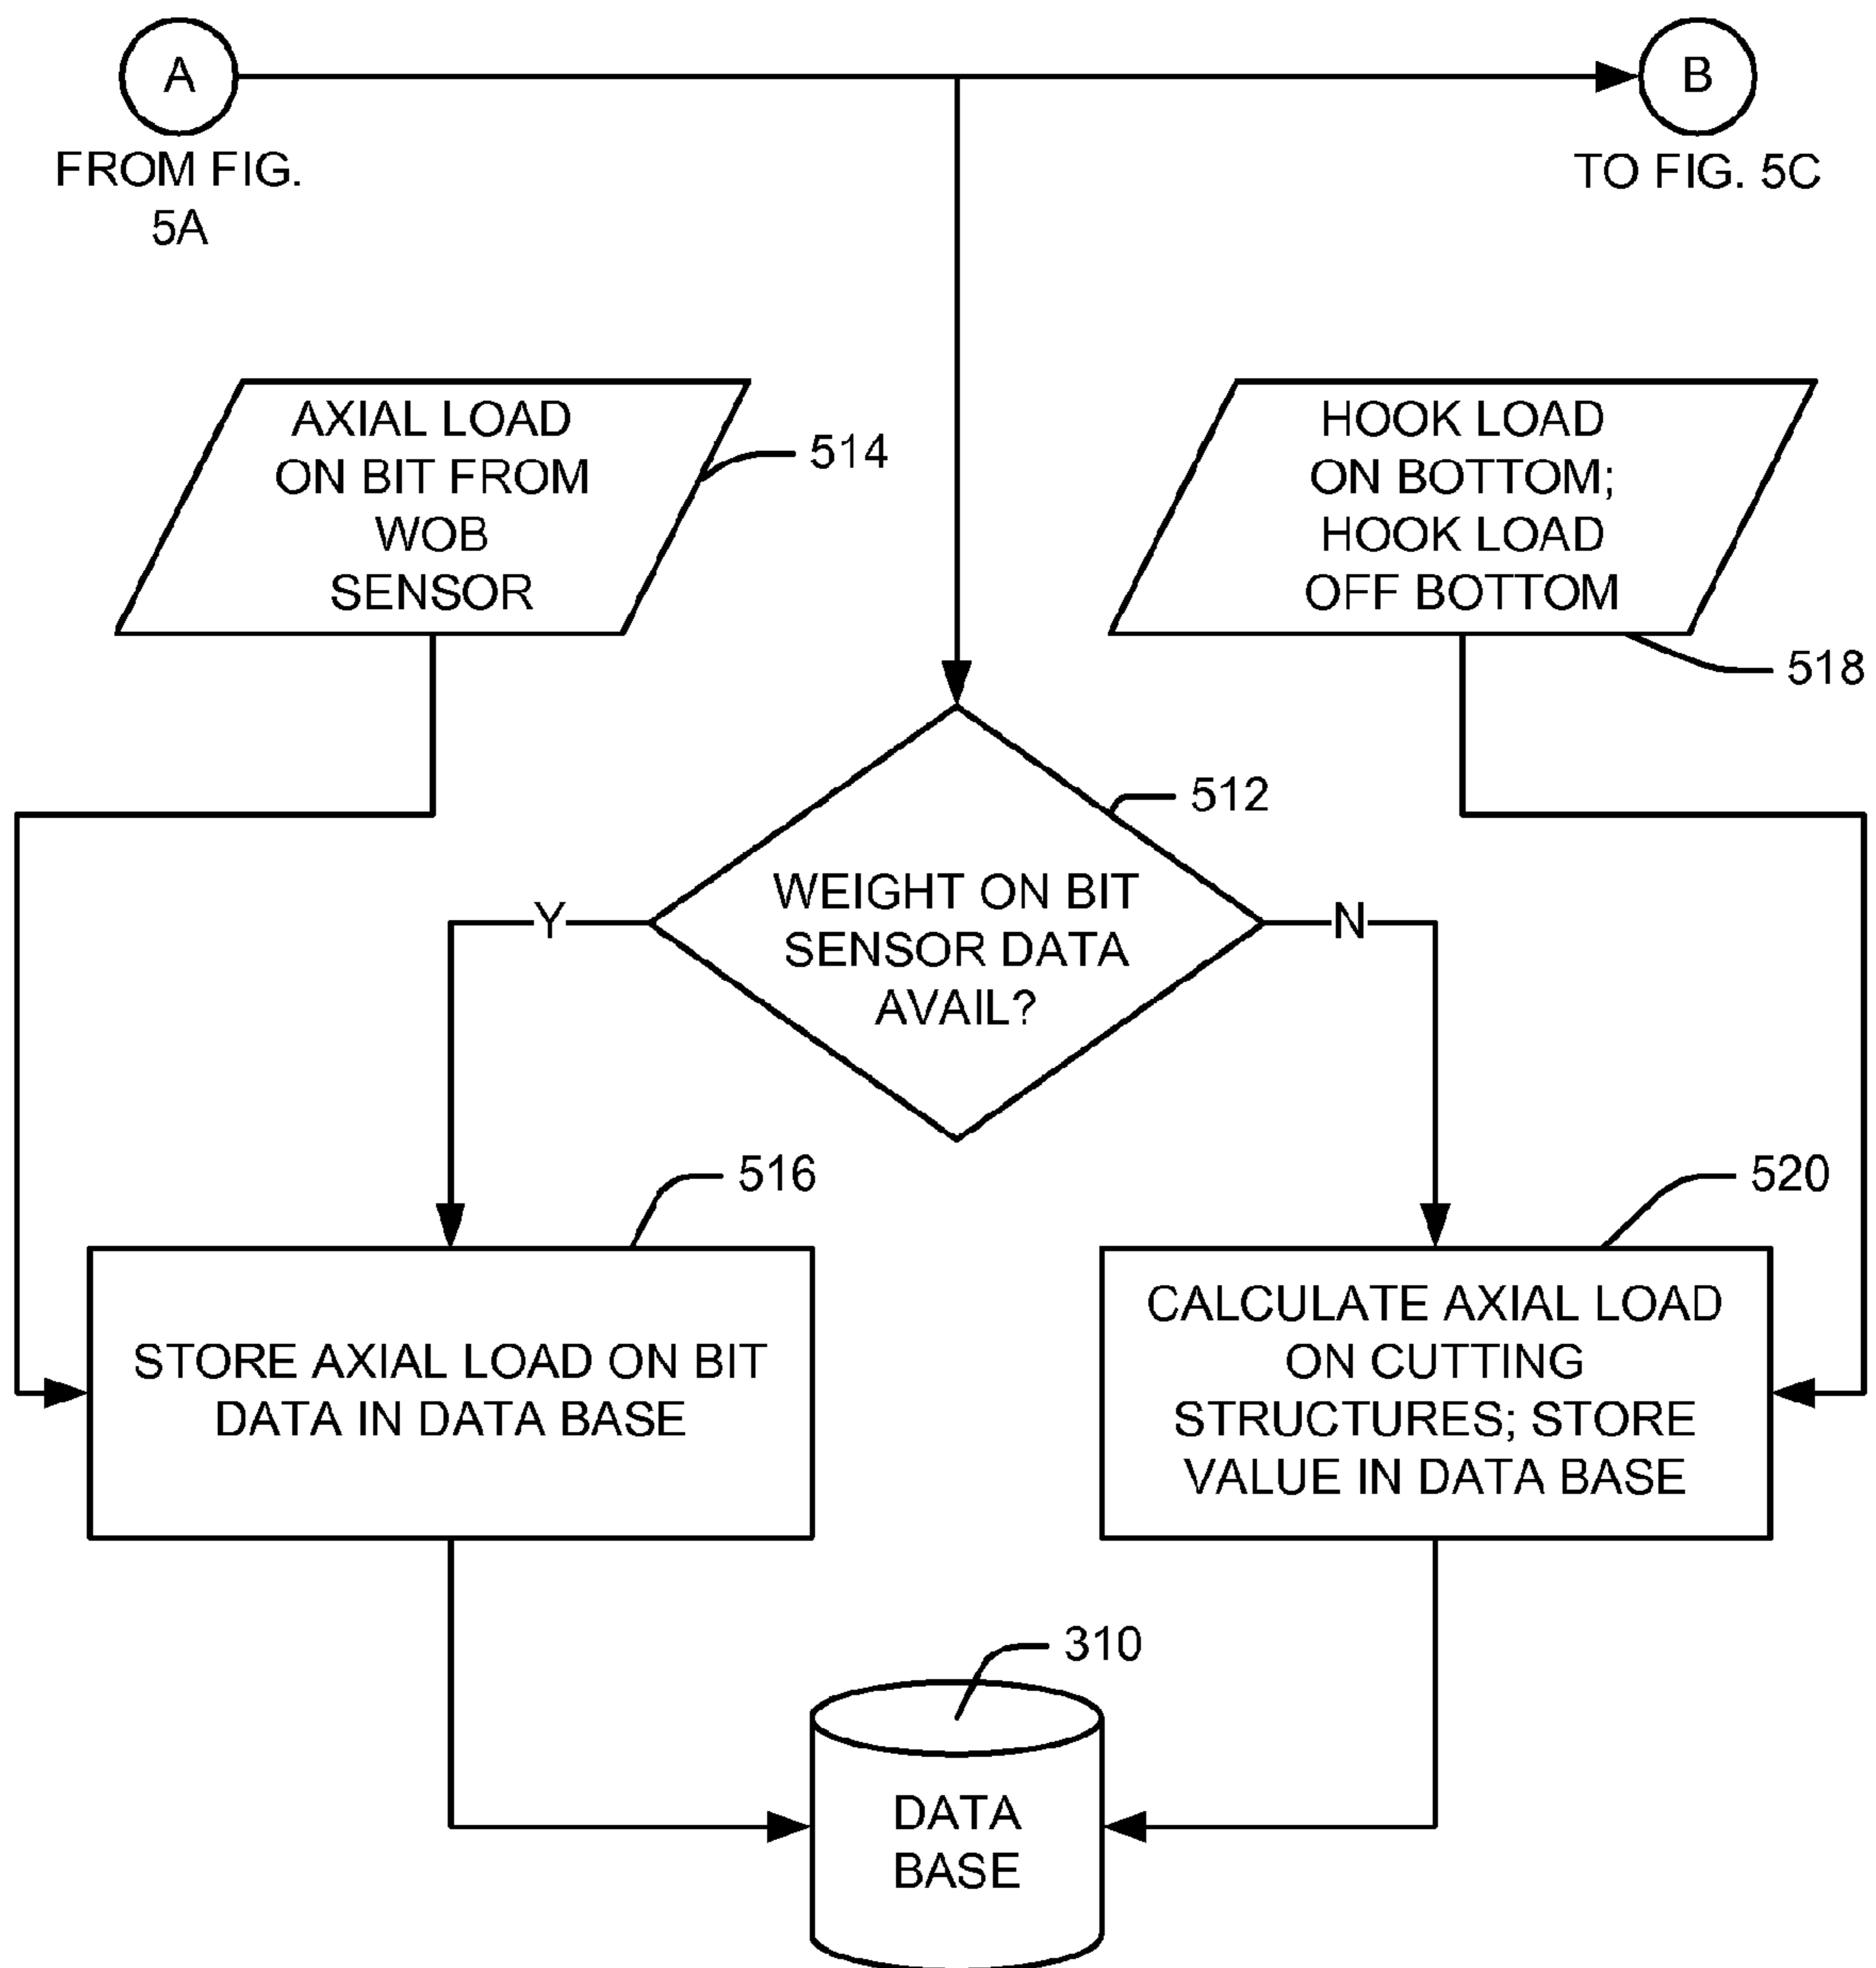 A
B
FROM FIG.
5A
TO FIG. 5C
AXIAL LOAD
ON BIT FROM
WOB
SENSOR
514
HOOK LOAD
ON BOTTOM;
HOOK LOAD
OFF BOTTOM
518
512
WEIGHT ON BIT
SENSOR DATA
AVAIL?
Y
N
516
520
STORE AXIAL LOAD ON BIT
DATA IN DATA BASE
CALCULATE AXIAL LOAD
ON CUTTING
STRUCTURES; STORE
VALUE IN DATA BASE
310
DATA
BASE